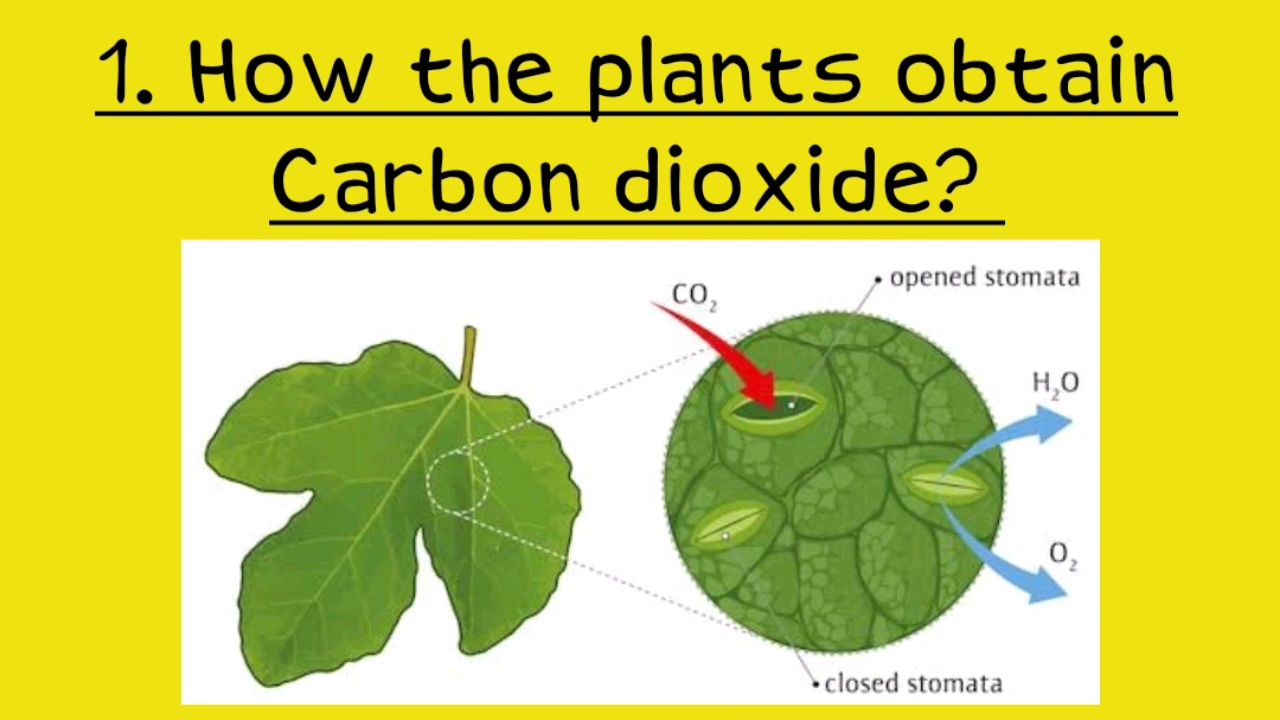 1. How the plants obtain
Carbon dioxide?
opened stomata
CO₂
H₂O
O₂
closed stomata